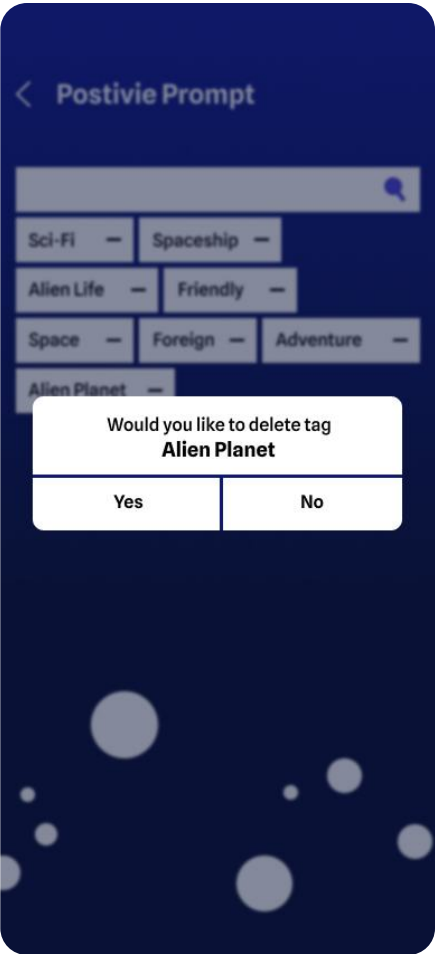 Postivie Prompt
Sci-Fi Spaceship
Alien Life Friendly
Space Foreign Adventure
Alien Planet
Would you like to delete tag
Alien Planet
Yes No